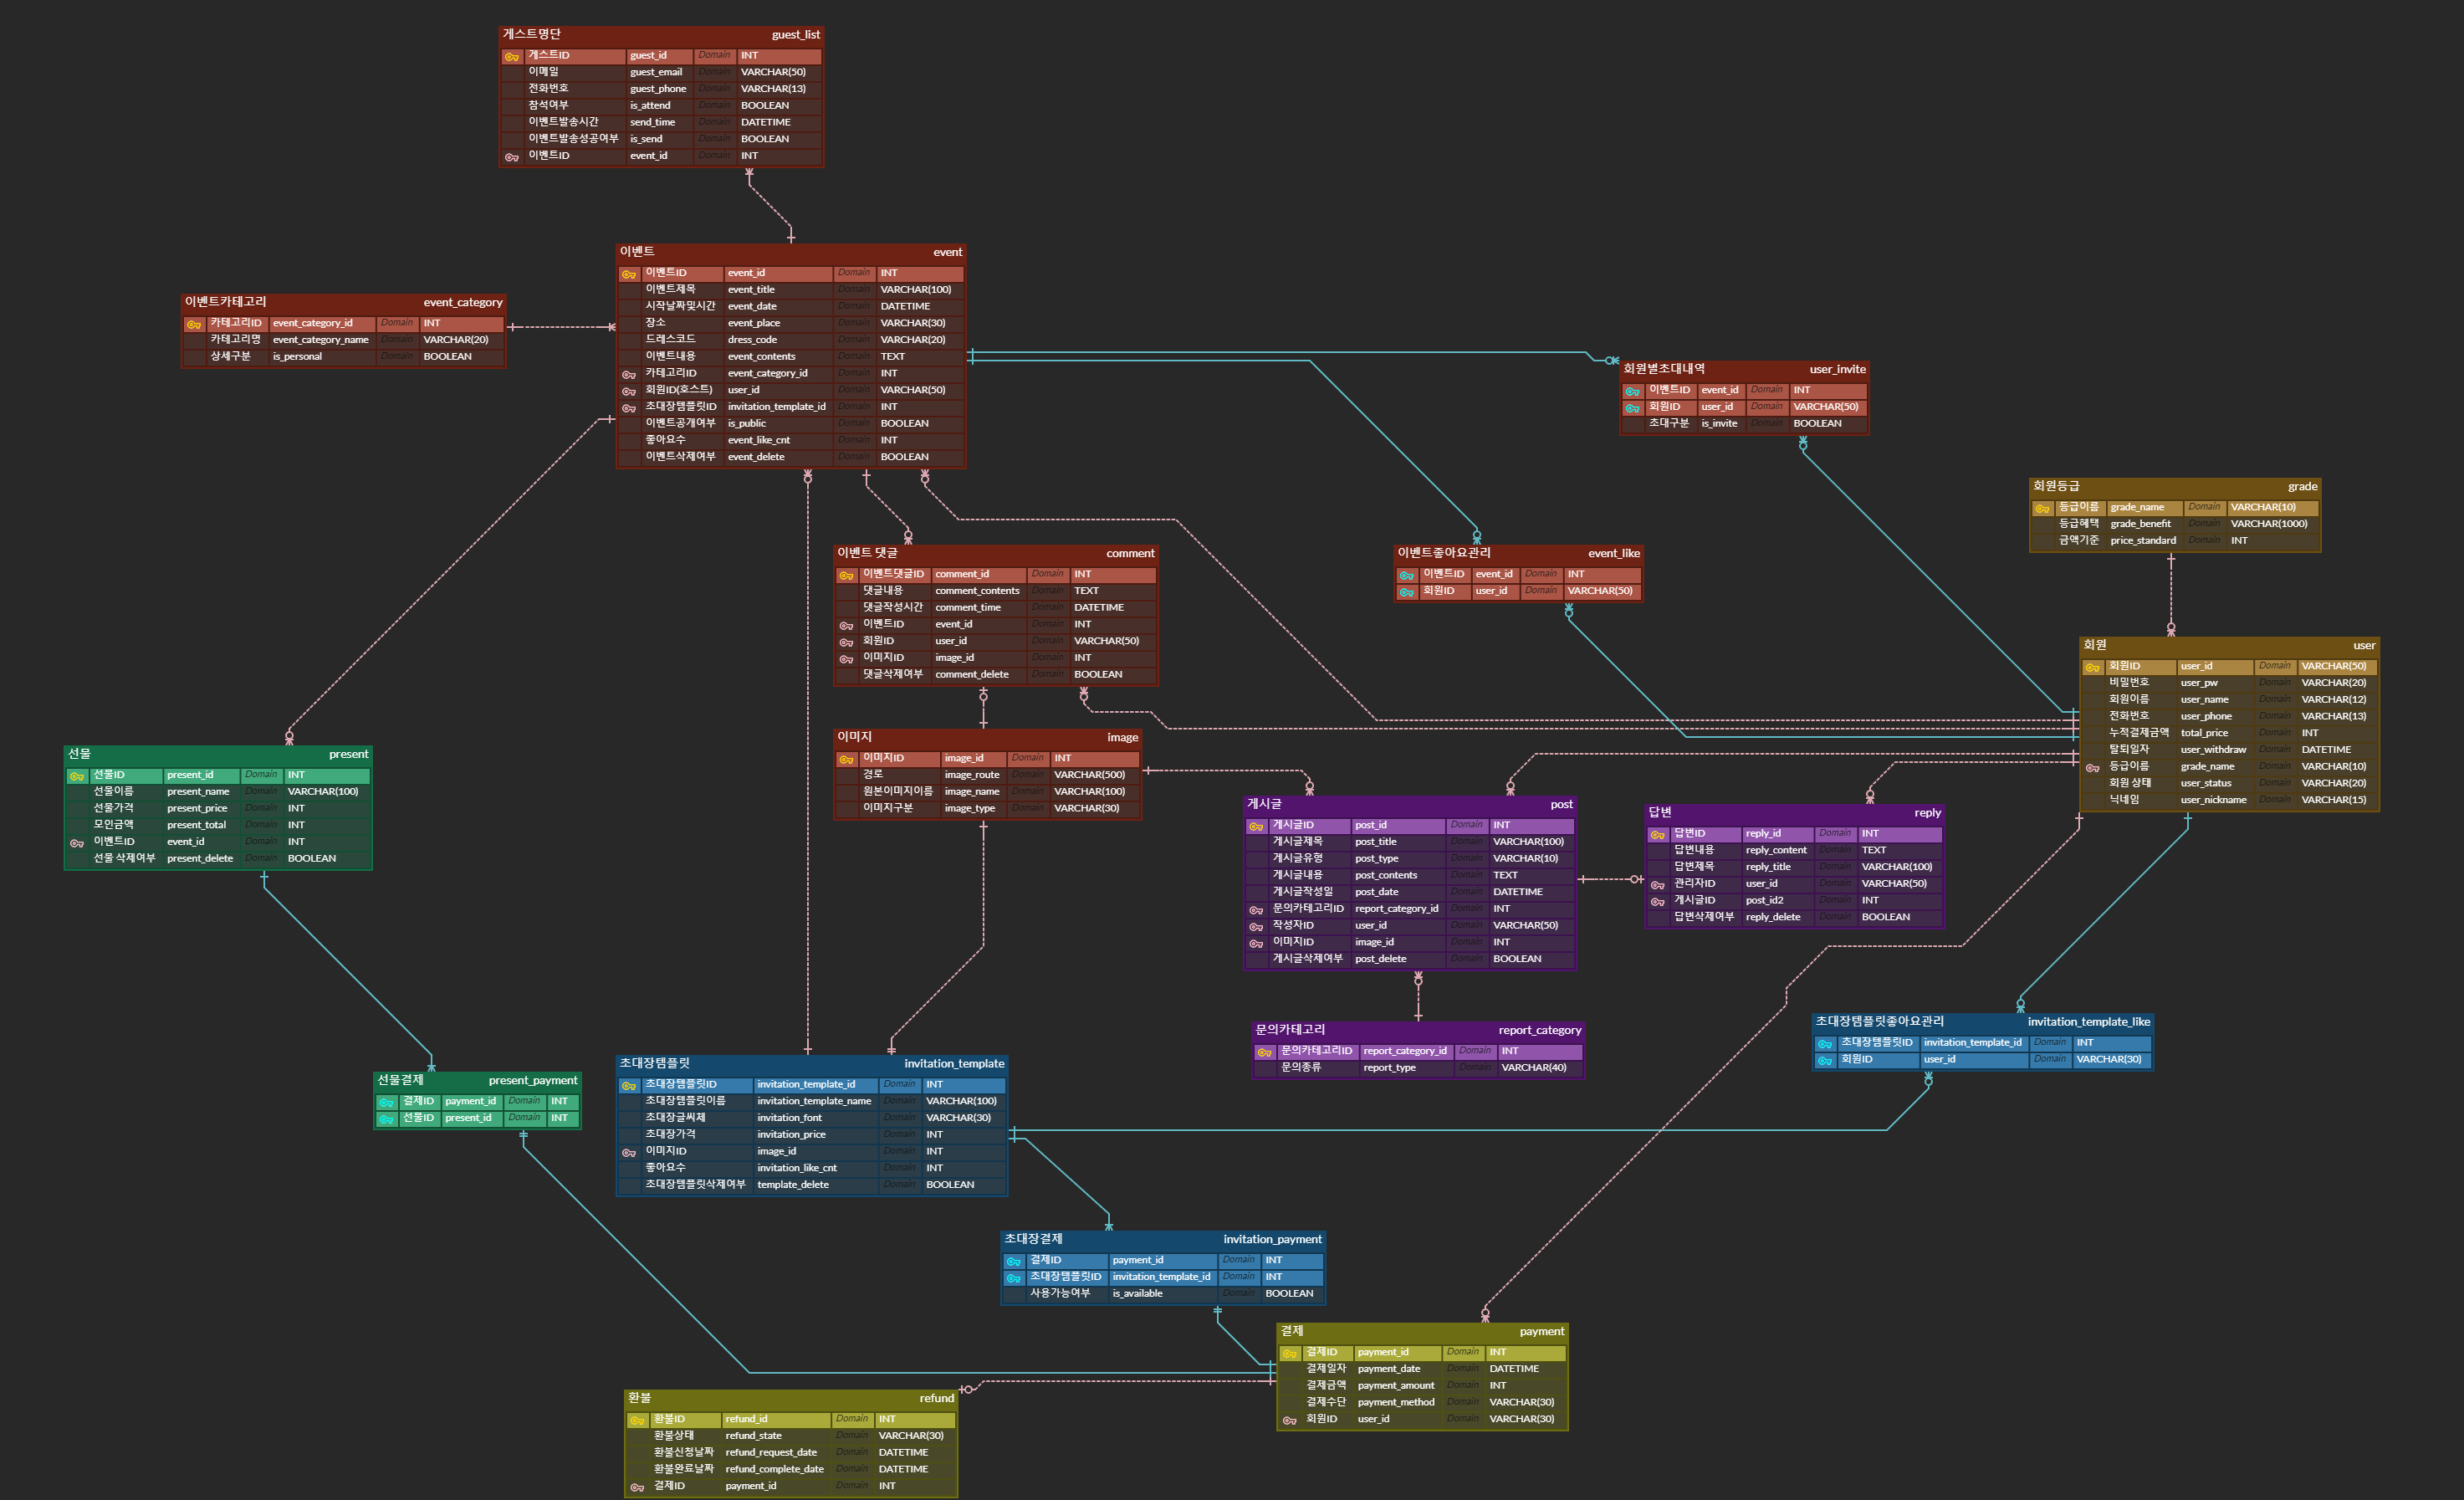 게스트명단 guest_list
게스트ID guest_id Domain INT
이메일 guest_email Domain VARCHAR(50)
전화번호 guest_phone Domain VARCHAR(13)
참석여부 is_attend Domain BOOLEAN
이벤트발송시간 send_time Domain DATETIME
이벤트발송성공여부 is_send Domain BOOLEAN
이벤트ID event_id Domain INT
이벤트 event
이벤트ID event_id Domain INT
이벤트제목 event_title Domain VARCHAR(100)
시작날짜및시간 event_date Domain DATETIME
장소 event_place Domain VARCHAR(30)
드레스코드 dress_code Domain VARCHAR(20)
이벤트내용 event_contents Domain TEXT
카테고리ID event_category_id Domain INT
회원ID(호스트) user_id Domain VARCHAR(50)
초대장템플릿ID invitation_template_id Domain INT
이벤트공개여부 is_public Domain BOOLEAN
좋아요수 event_like_cnt Domain INT
이벤트삭제여부 event_delete Domain BOOLEAN
이벤트카테고리 event_category
카테고리ID event_category_id Domain INT
카테고리명 event_category_name Domain VARCHAR(20)
상세구분 is_personal Domain BOOLEAN
회원별초대내역 user_invite
이벤트ID event_id Domain INT
회원ID user_id Domain VARCHAR(50)
초대구분 is_invite Domain BOOLEAN
회원등급 grade
등급이름 grade_name Domain VARCHAR(10)
등급혜택 grade_benefit Domain VARCHAR(1000)
금액기준 price_standard Domain INT
이벤트 댓글 comment
이벤트댓글ID comment_id Domain INT
댓글내용 comment_contents Domain TEXT
댓글작성시간 comment_time Domain DATETIME
이벤트ID event_id Domain INT
회원ID user_id Domain VARCHAR(50)
이미지ID image_id Domain INT
댓글삭제여부 comment_delete Domain BOOLEAN
이벤트좋아요관리 event_like
이벤트ID event_id Domain INT
회원ID user_id Domain VARCHAR(50)
회원 user
회원ID user_id Domain VARCHAR(50)
비밀번호 user_pw Domain VARCHAR(20)
회원이름 user_name Domain VARCHAR(12)
전화번호 user_phone Domain VARCHAR(13)
누적결제금액 total_price Domain INT
탈퇴일자 user_withdraw Domain DATETIME
등급이름 grade_name Domain VARCHAR(10)
회원 상태 user_status Domain VARCHAR(20)
닉네임 user_nickname Domain VARCHAR(15)
이미지 image
이미지ID image_id Domain INT
경로 image_route Domain VARCHAR(500)
원본이미지이름 image_name Domain VARCHAR(100)
이미지구분 image_type Domain VARCHAR(30)
선물 present
선물ID present_id Domain INT
선물이름 present_name Domain VARCHAR(100)
선물가격 present_price Domain INT
모인금액 present_total Domain INT
이벤트ID event_id Domain INT
선물 삭제여부 present_delete Domain BOOLEAN
게시글 post
게시글ID post_id Domain INT
게시글제목 post_title Domain VARCHAR(100)
게시글유형 post_type Domain VARCHAR(10)
게시글내용 post_contents Domain TEXT
게시글작성일 post_date Domain DATETIME
문의카테고리ID report_category_id Domain INT
작성자ID user_id Domain VARCHAR(50)
이미지ID image_id Domain INT
게시글삭제여부 post_delete Domain BOOLEAN
답변 reply
답변ID reply_id Domain INT
답변내용 reply_content Domain TEXT
답변제목 reply_title Domain VARCHAR(100)
관리자ID user_id Domain VARCHAR(50)
게시글ID post_id2 Domain INT
답변삭제여부 reply_delete Domain BOOLEAN
문의카테고리 report_category
문의카테고리ID report_category_id Domain INT
문의종류 report_type Domain VARCHAR(40)
초대장템플릿좋아요관리 invitation_template_like
초대장템플릿ID invitation_template_id Domain INT
회원ID user_id Domain VARCHAR(30)
초대장템플릿 invitation_template
초대장템플릿ID invitation_template_id Domain INT
초대장템플릿이름 invitation_template_name Domain VARCHAR(100)
초대장글씨체 invitation_font Domain VARCHAR(30)
초대장가격 invitation_price Domain INT
이미지ID image_id Domain INT
좋아요수 invitation_like_cnt Domain INT
초대장템플릿삭제여부 template_delete Domain BOOLEAN
선물결제 present_payment
결제ID payment_id Domain INT
선물ID present_id Domain INT
초대장결제 invitation_payment
결제ID payment_id Domain INT
초대장템플릿ID invitation_template_id Domain INT
사용가능여부 is_available Domain BOOLEAN
결제 payment
결제ID payment_id Domain INT
결제일자 payment_date Domain DATETIME
결제금액 payment_amount Domain INT
결제수단 payment_method Domain VARCHAR(30)
회원ID user_id Domain VARCHAR(30)
환불 refund
환불ID refund_id Domain INT
환불상태 refund_state Domain VARCHAR(30)
환불신청날짜 refund_request_date Domain DATETIME
환불완료날짜 refund_complete_date Domain DATETIME
결제ID payment_id Domain INT